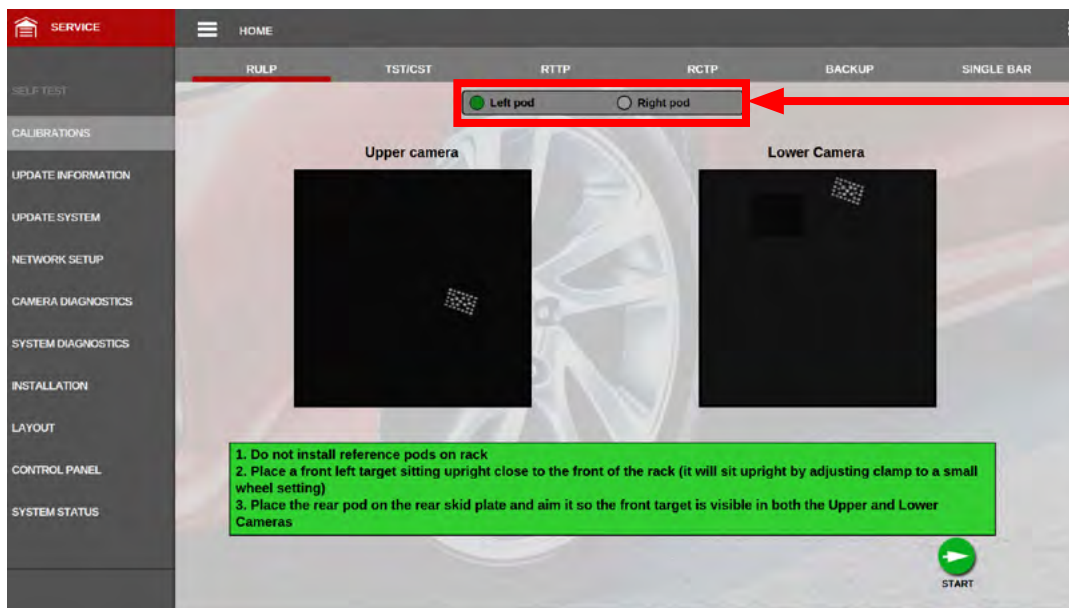 SERVICE
HOME
RULP
TST/CST
RTTP
RCTP
BACKUP
SINGLE BAR
SELF TEST
Left pod
Right pod
CALIBRATIONS
Upper camera
Lower Camera
UPDATE INFORMATION
UPDATE SYSTEM
NETWORK SETUP
CAMERA DIAGNOSTICS
SYSTEM DIAGNOSTICS
INSTALLATION
LAYOUT
CONTROL PANEL
SYSTEM STATUS
1. Do not install reference pods on rack
2. Place a front left target sitting upright close to the front of the rack (it will sit upright by adjusting clamp to a small
wheel setting)
3. Place the rear pod on the rear skid plate and aim it so the front target is visible in both the Upper and Lower
Cameras
START